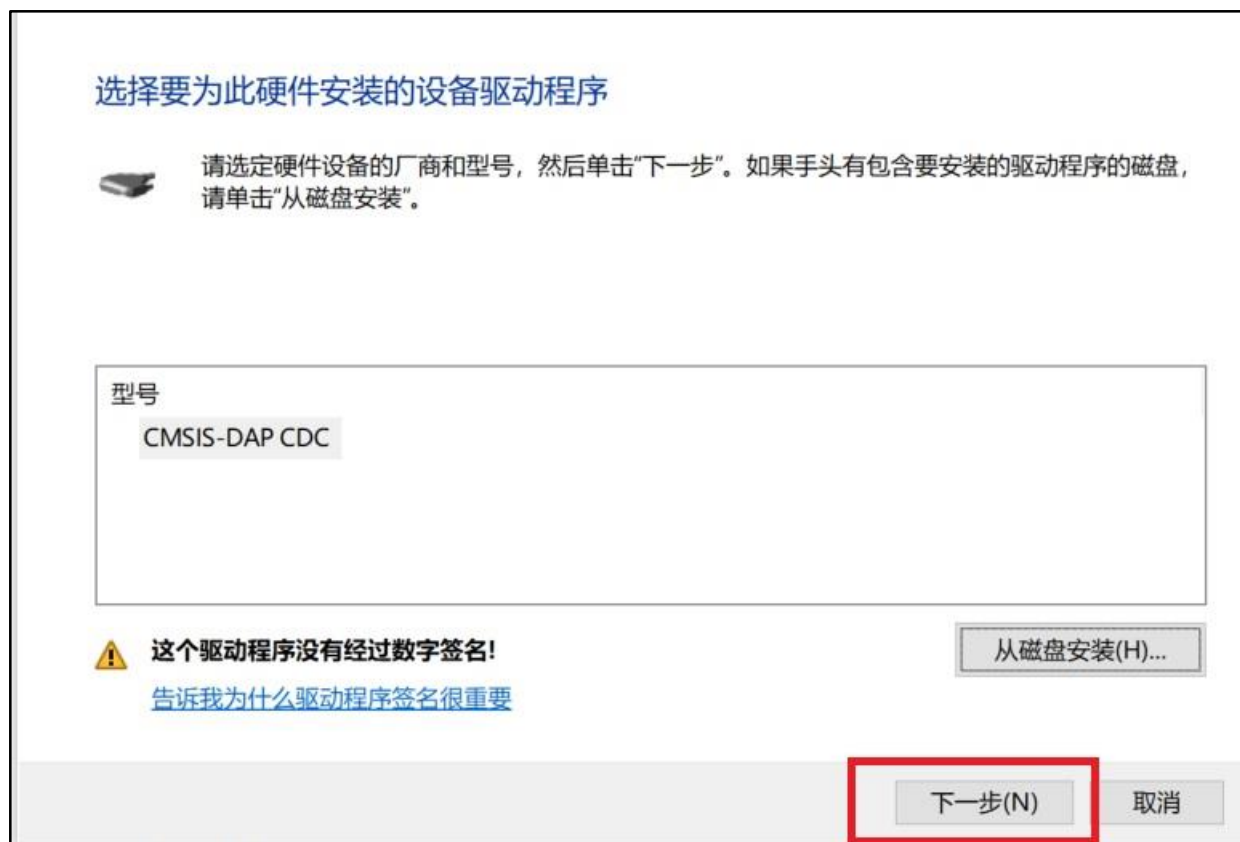 选择要为此硬件安装的设备驱动程序
请选定硬件设备的厂商和型号，然后单击“下一步”。如果手头有包含要安装的驱动程序的磁盘，
请单击“从磁盘安装”。
型号
CMSIS-DAP CDC
这个驱动程序没有经过数字签名!
从磁盘安装(H)...
告诉我为什么驱动程序签名很重要
下一步(N)
取消